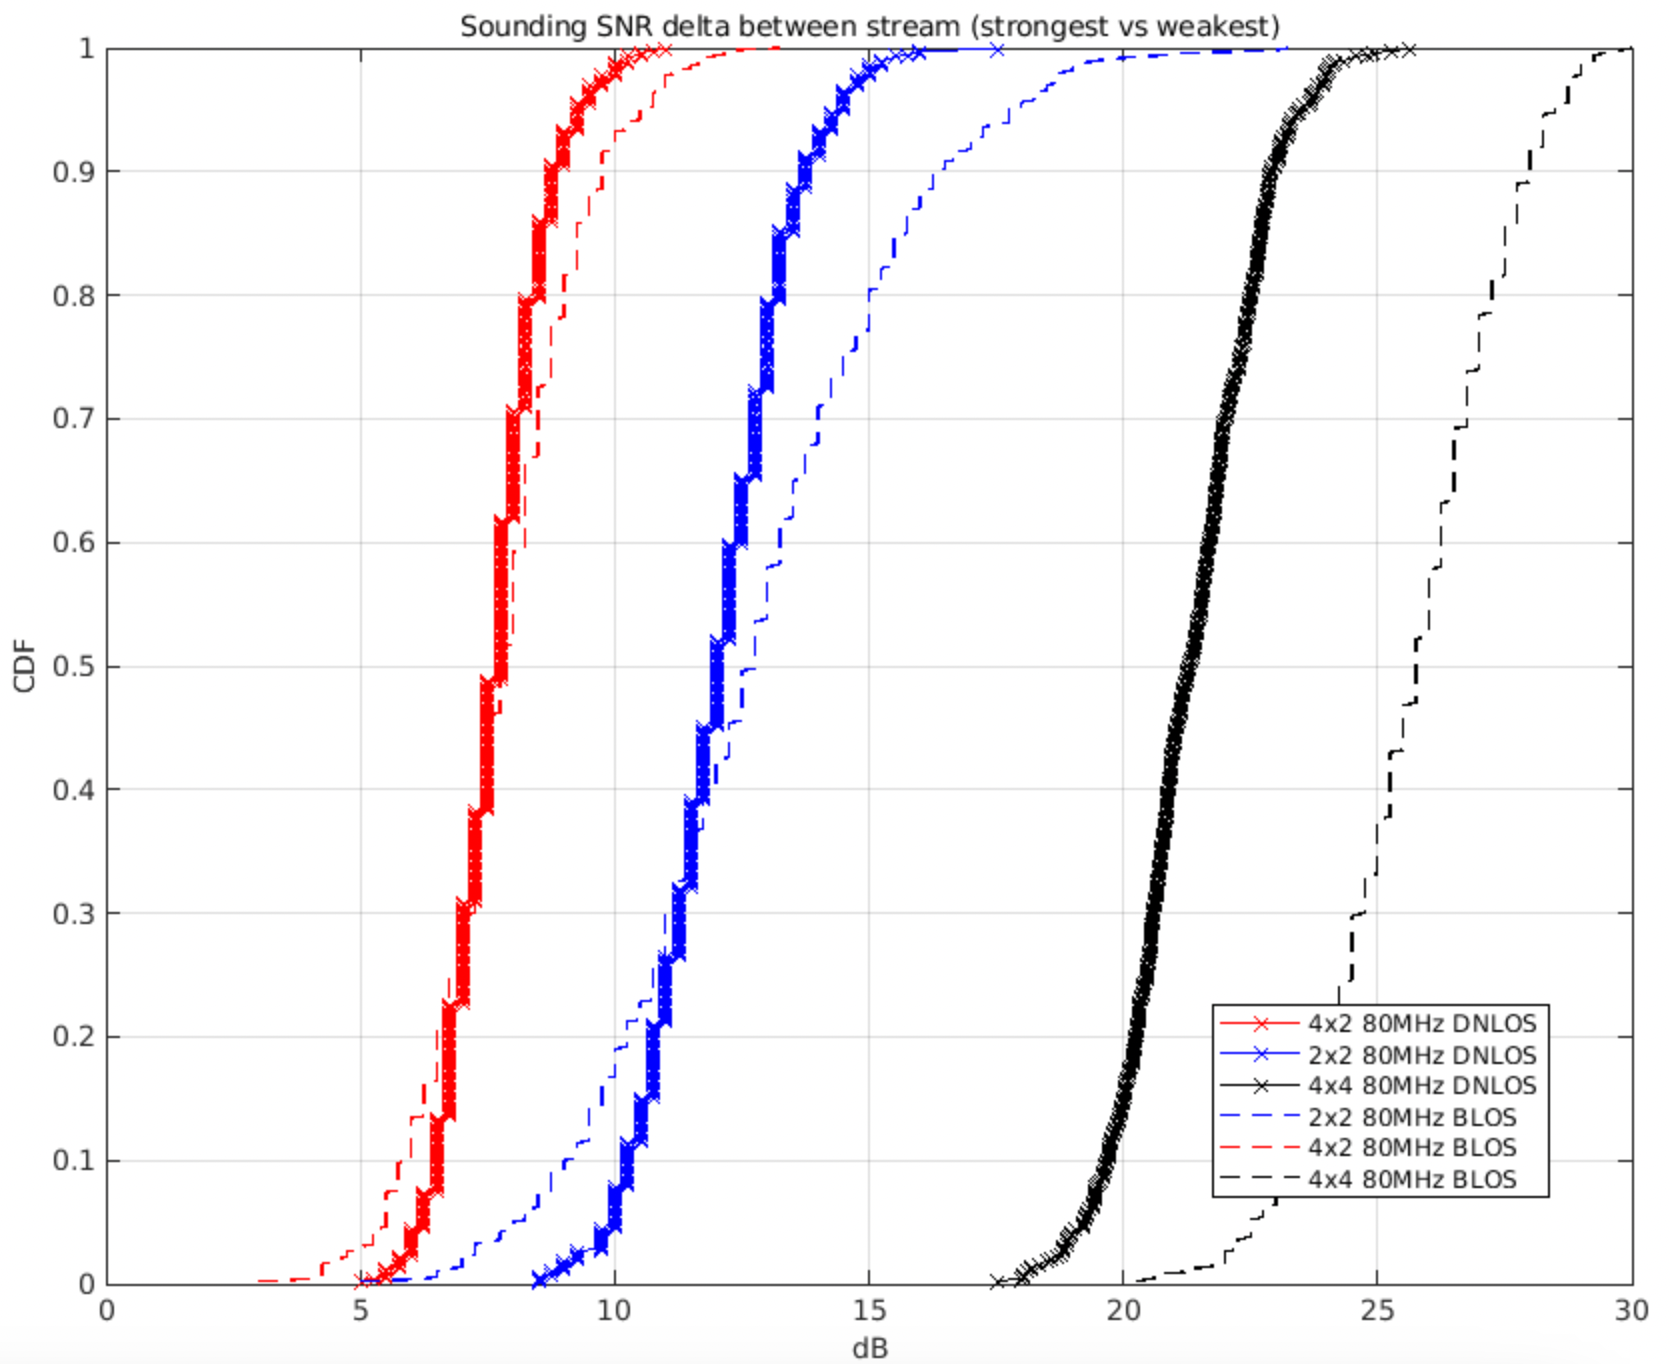 Sounding SNR delta between stream (strongest vs weakest)
1
0.9
0.8
0.7
0.6
0.5
0.4
0.3
0.2
0.1
0
CDF
4x2 80MHz DNLOS
2x2 80MHz DNLOS
4x4 80MHz DNLOS
2x2 80MHz BLOS
4x2 80MHz BLOS
4x4 80MHz BLOS
0 5 10 15 20 25 30
dB